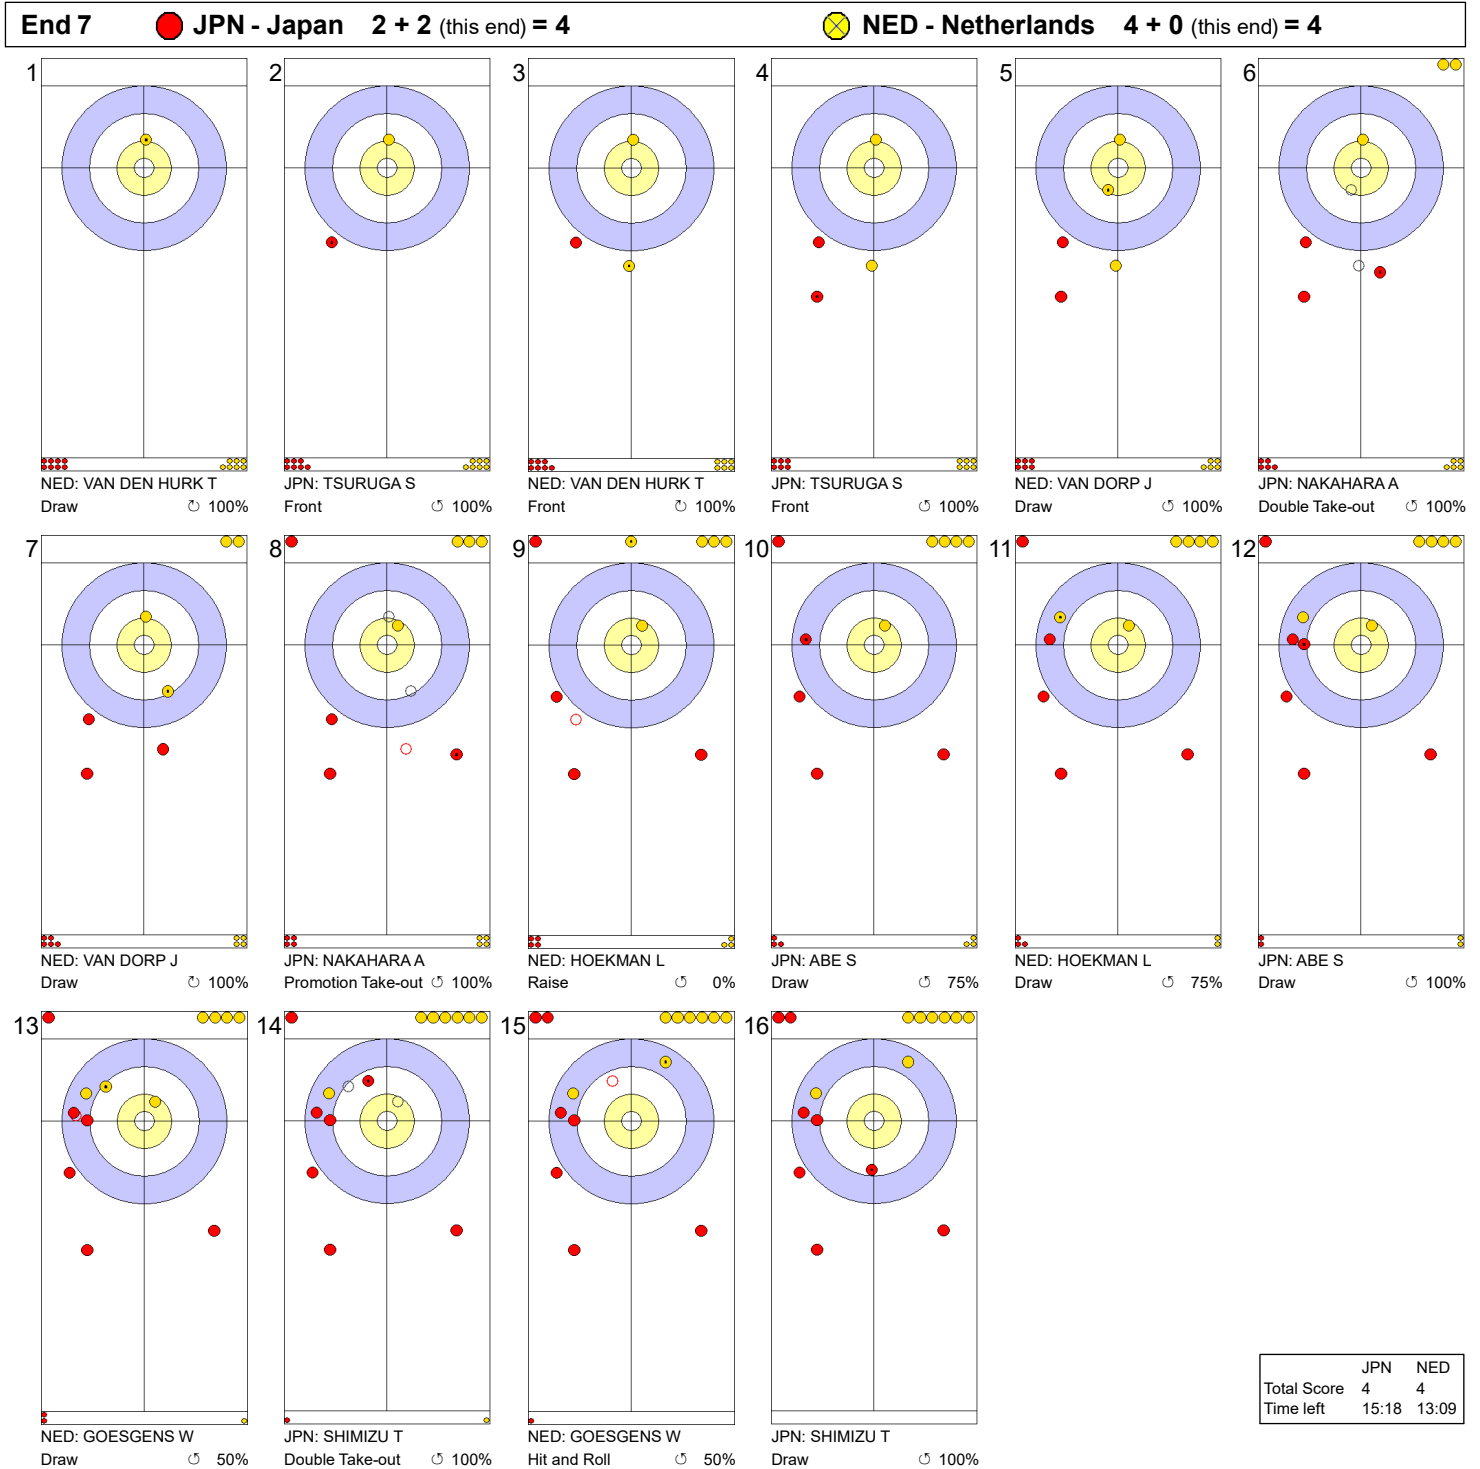 End 7 JPN - Japan 2 + 2 (this end) = 4 NED - Netherlands 4 + 0 (this end) = 4
1 2 3 4 5 6
NED: VAN DEN HURK T JPN: TSURUGA S NED: VAN DEN HURK T JPN: TSURUGA S NED: VAN DORP J JPN: NAKAHARA A
Draw ↻ 100% Front ↺ 100% Front ↻ 100% Front ↺ 100% Draw ↻ 100% Double Take-out ↺ 100%
7 8 9 10 11 12
NED: VAN DORP J JPN: NAKAHARA A NED: HOEKMAN L JPN: ABE S NED: HOEKMAN L JPN: ABE S
Draw ↻ 100% Promotion Take-out ↺ 100% Raise ↺ 0% Draw ↺ 75% Draw ↺ 75% Draw ↺ 100%
13 14 15 16
JPN NED
Total Score 4 4
Time left 15:18 13:09
NED: GOESGENS W JPN: SHIMIZU T NED: GOESGENS W JPN: SHIMIZU T
Draw ↺ 50% Double Take-out ↺ 100% Hit and Roll ↺ 50% Draw ↺ 100%